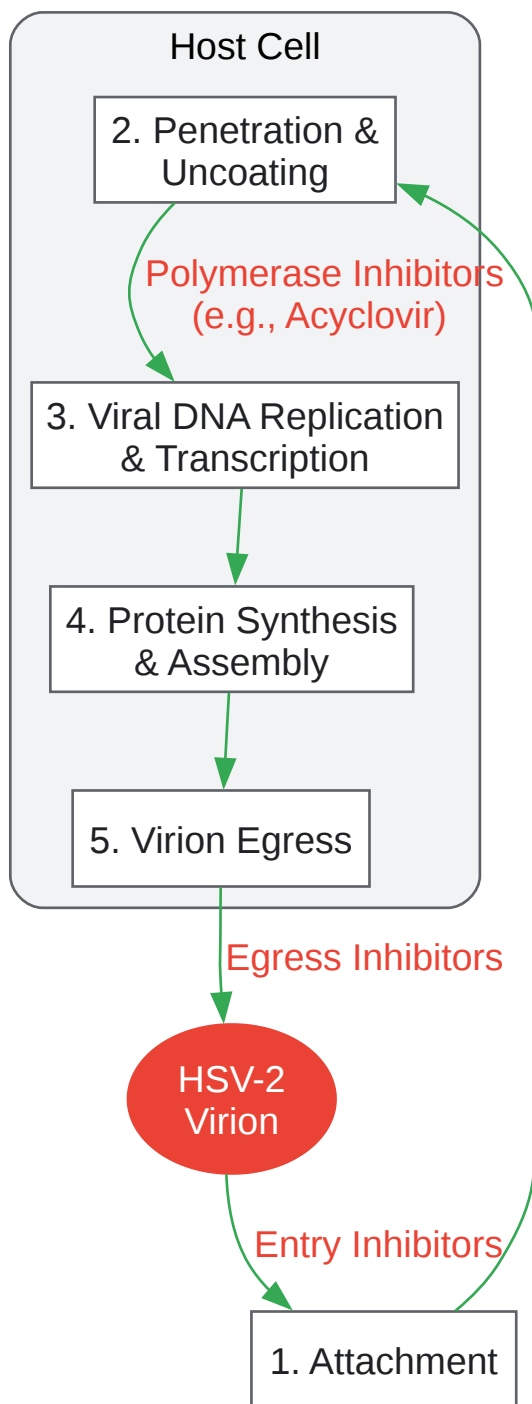 Host Cell
2. Penetration &
Uncoating
Polymerase Inhibitors
(e.g., Acyclovir)
3. Viral DNA Replication
& Transcription
4. Protein Synthesis
& Assembly
5. Virion Egress
Egress Inhibitors
HSV-2
Virion
Entry Inhibitors
1. Attachment